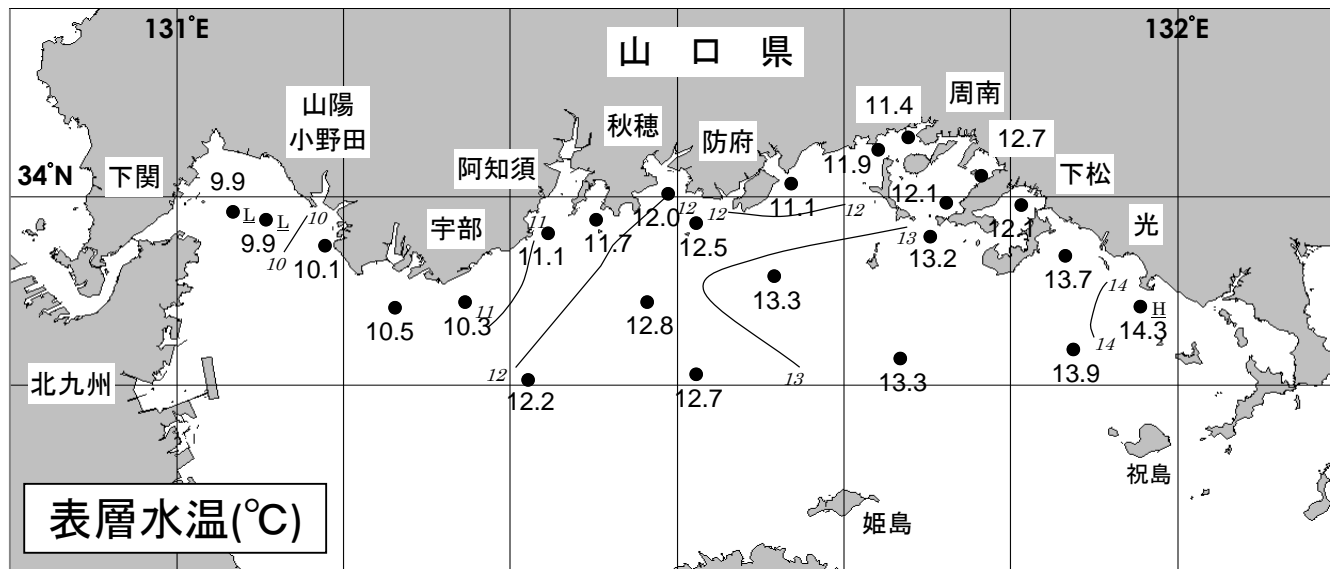 131°E
132°E
山口県
山陽
小野田
秋穂
防府
11.4
周南
12.7
阿知須
下関
34°N
9.9
11.9
下松
宇部
12.1
12.1
光
L
L
9.9
10
10
10.1
11
11.1
11.7
12.0
12
12
11.1
12
12.5
13
13.2
13.7
14
H
14.3
2
14
13.9
10.5
10.3
11
12.8
13.3
12
12.2
12.7
13
13.3
北九州
祝島
姫島
表層水温(℃)